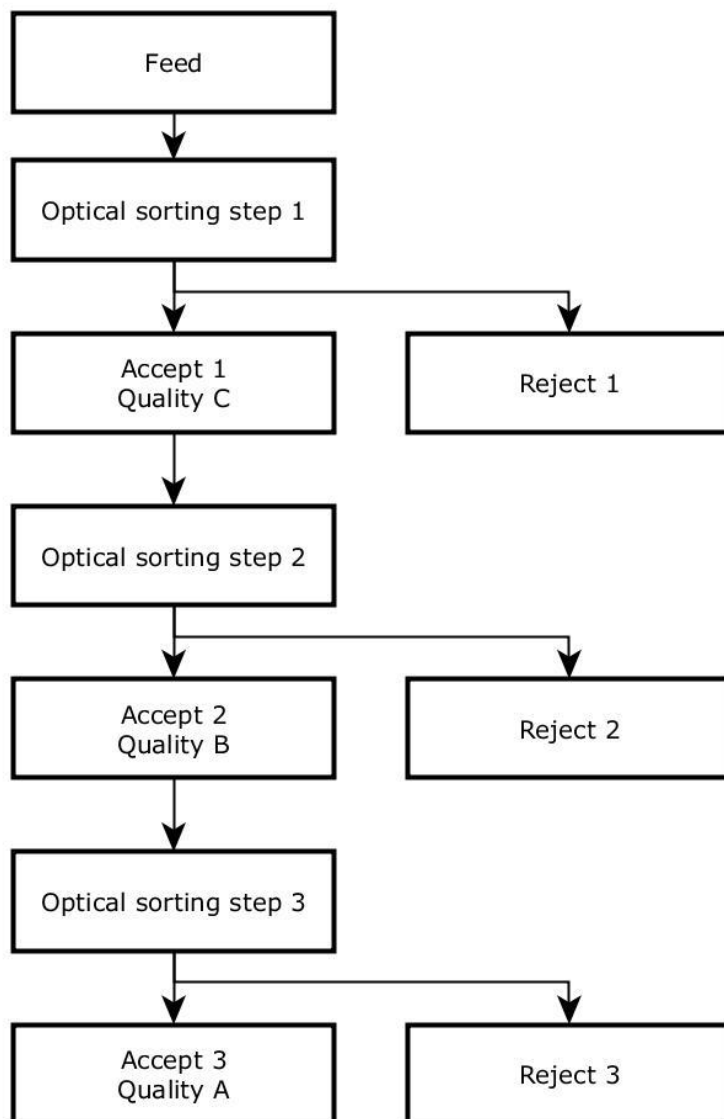 Feed
Optical sorting step 1
Accept 1
Quality C
Reject 1
Optical sorting step 2
Accept 2
Quality B
Reject 2
Optical sorting step 3
Accept 3
Quality A
Reject 3